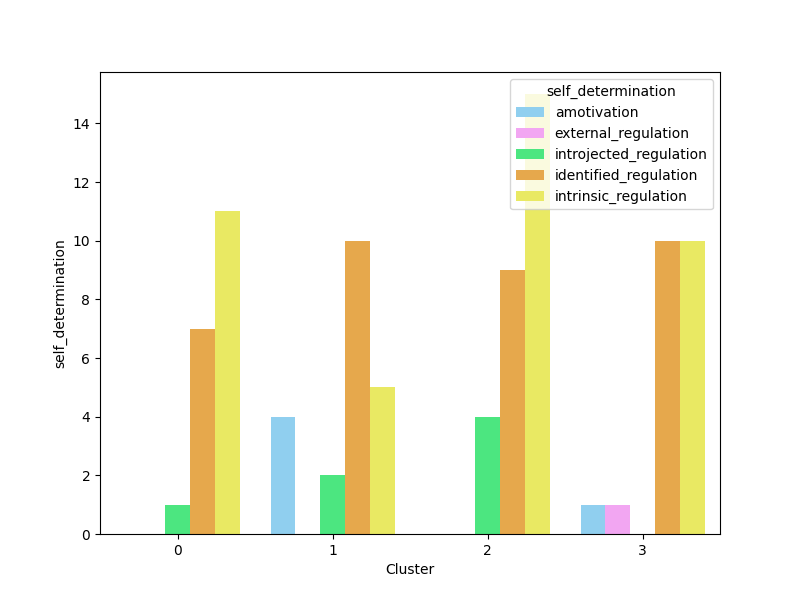 self_determination
amotivation
external_regulation
introjected_regulation
identified_regulation
intrinsic_regulation
self_determination
14
12
10
8
6
4
2
0
0 1 2 3
Cluster